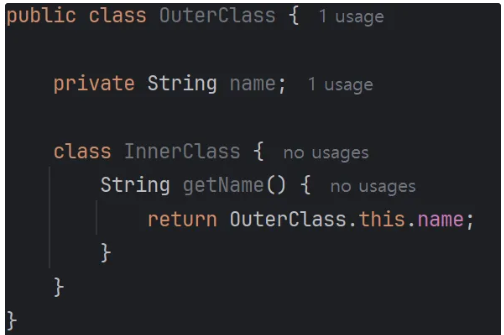 public class OuterClass { 1 usage
private String name; 1 usage
class InnerClass { no usages
String getName() { no usages
return OuterClass.this.name;
}
}
}